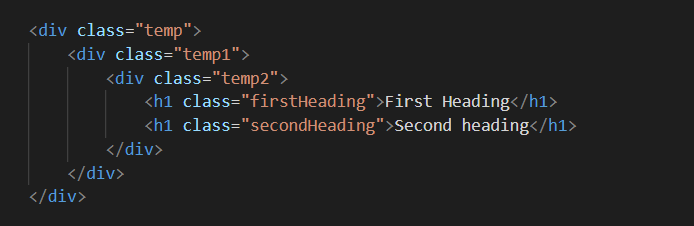 <div class="temp">
<div class="temp1">
<div class="temp2">
<h1 class="firstHeading">First Heading</h1>
<h1 class="secondHeading">Second heading</h1>
</div>
</div>
</div>